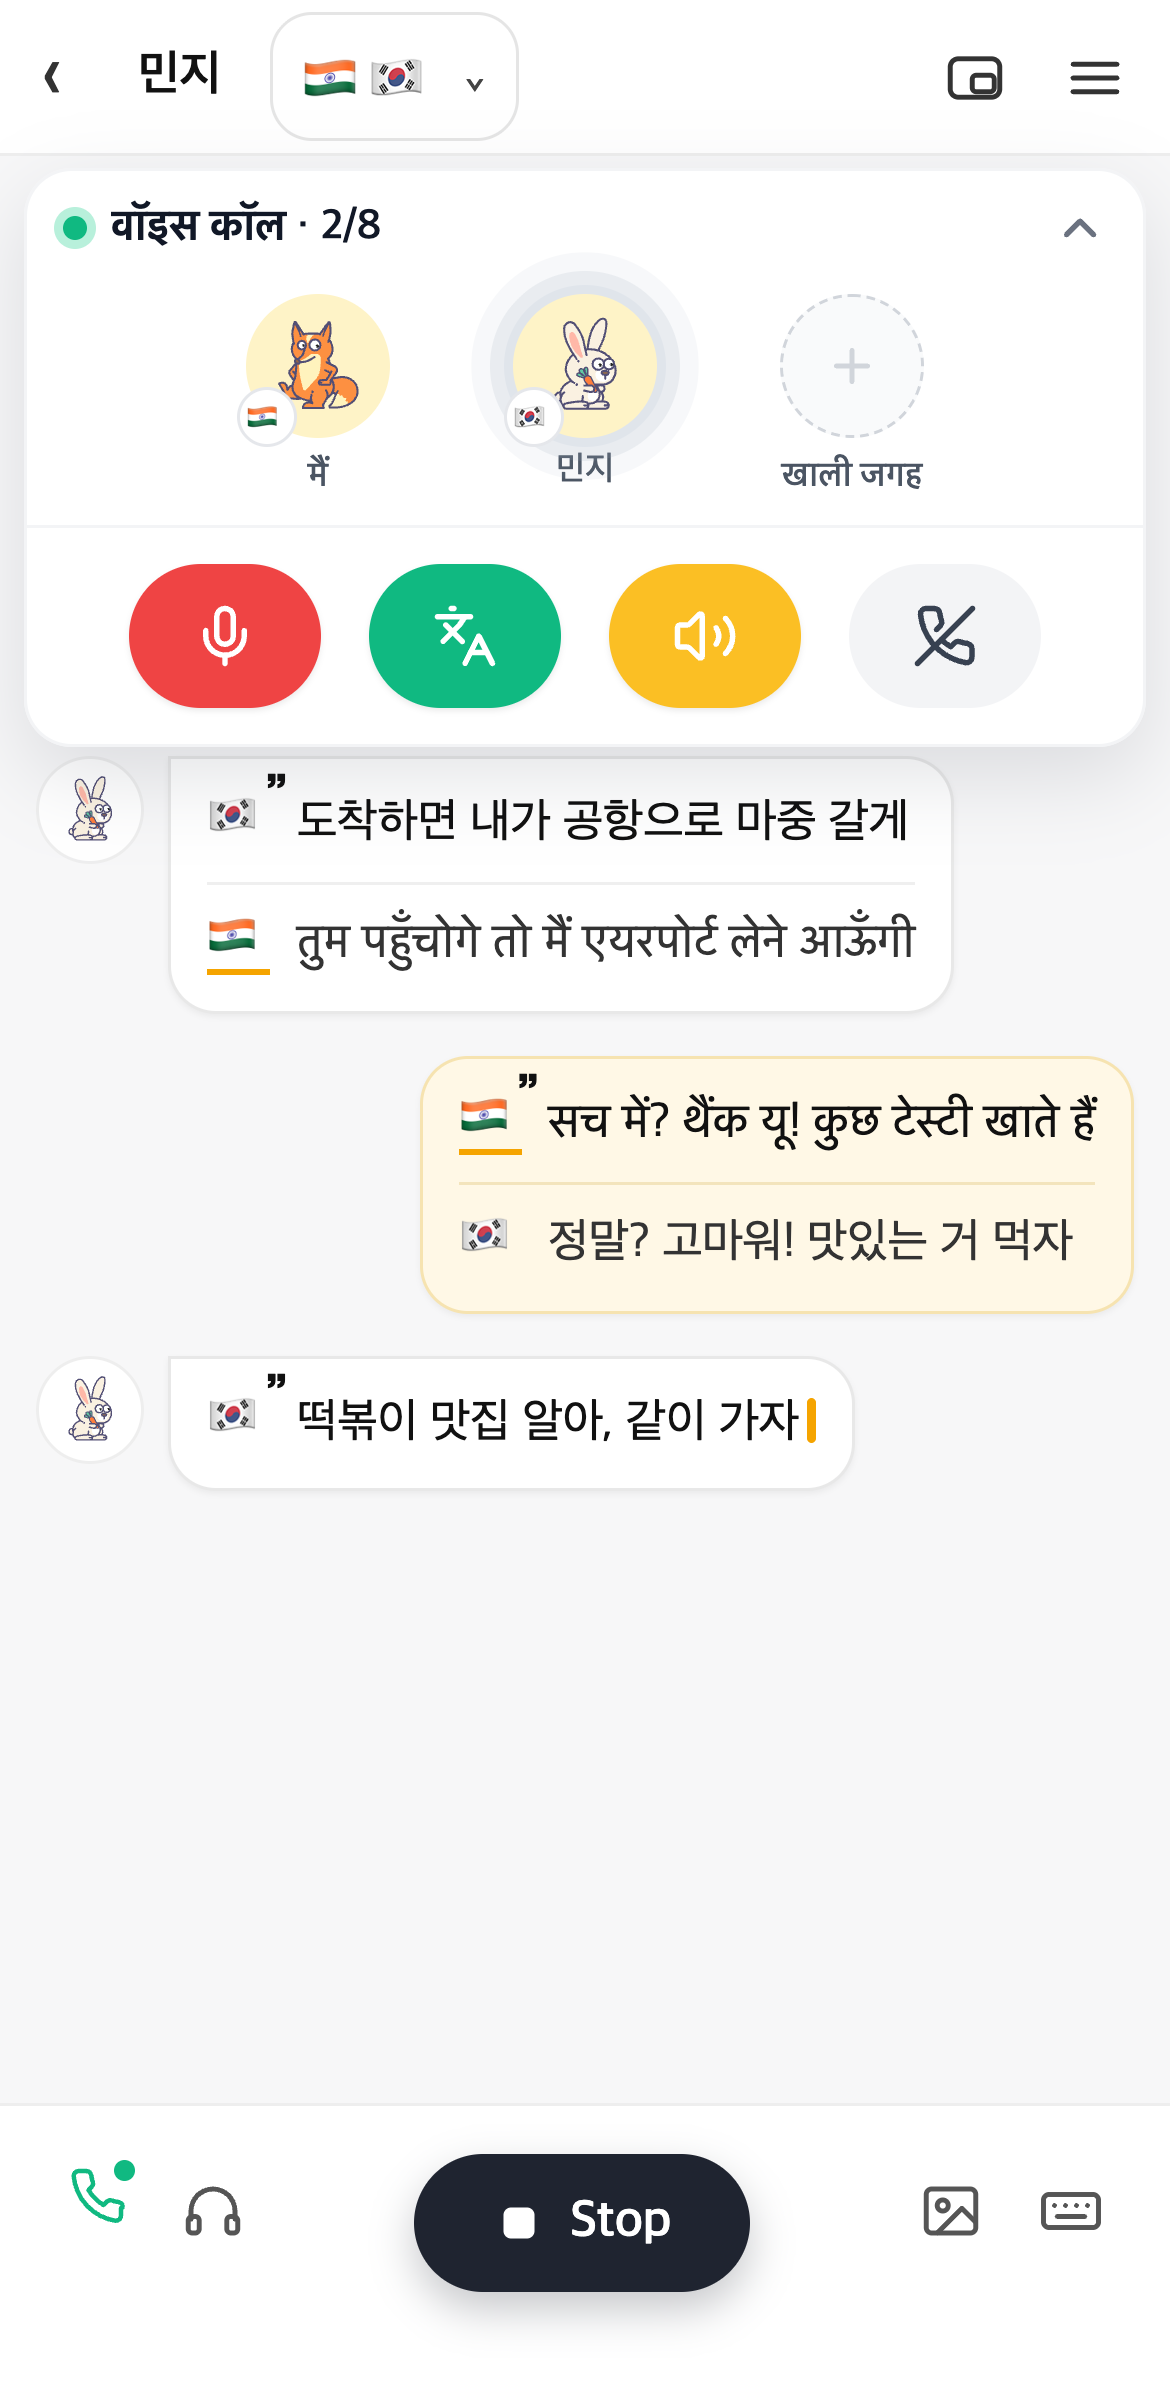 민지
वॉइस कॉल · 2/8
मैं
민지
खाली जगह
도착하면 내가 공항으로 마중 갈게
तुम पहुँचोगे तो मैं एयरपोर्ट लेने आऊँगी
सच में? थैंक यू! कुछ टेस्टी खाते हैं
정말? 고마워! 맛있는 거 먹자
떡볶이 맛집 알아, 같이 가자
Stop